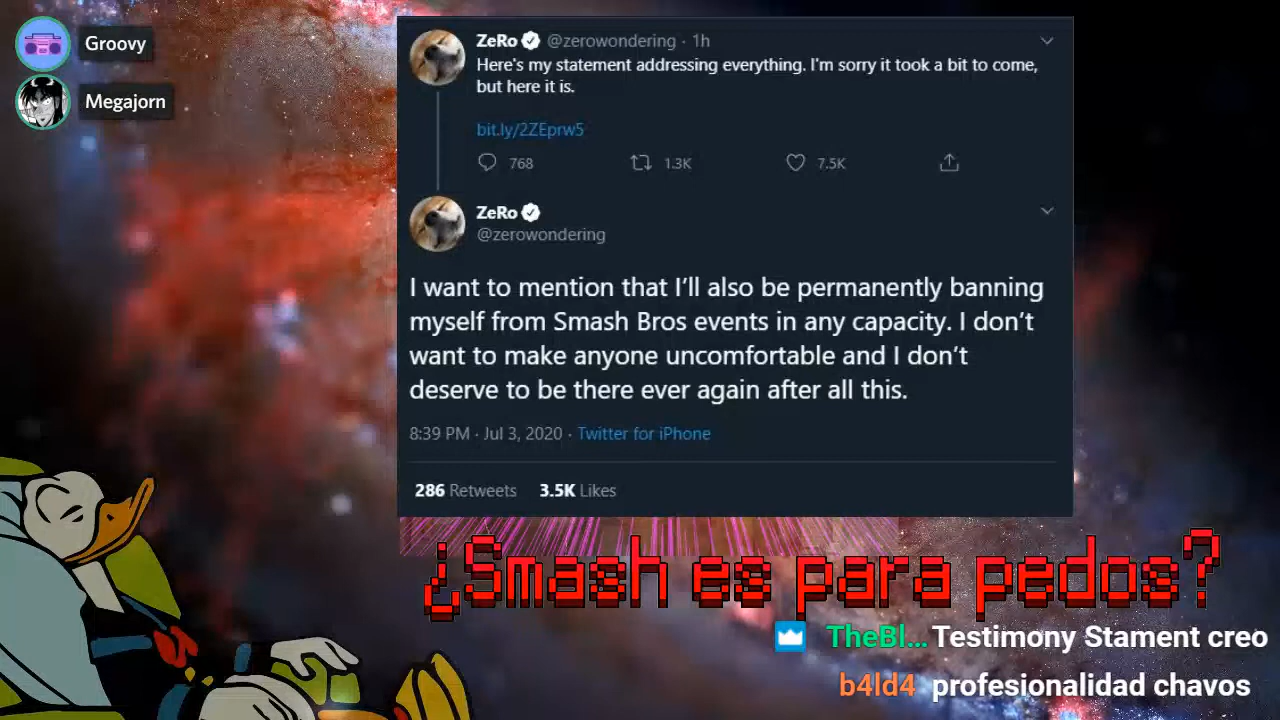 Groovy
Megajorn
ZeRo @zerowondering · 1h
Here's my statement addressing everything. I'm sorry it took a bit to come,
but here it is.
bit.ly/2ZEprw5
768 1.3K 7.5K
ZeRo
@zerowondering
I want to mention that I'll also be permanently banning
myself from Smash Bros events in any capacity. I don't
want to make anyone uncomfortable and I don't
deserve to be there ever again after all this.
8:39 PM · Jul 3, 2020 · Twitter for iPhone
286 Retweets 3.5K Likes
¿Smash es para pedos?
TheBl... Testimony Stament creo
b4ld4 profesionalidad chavos